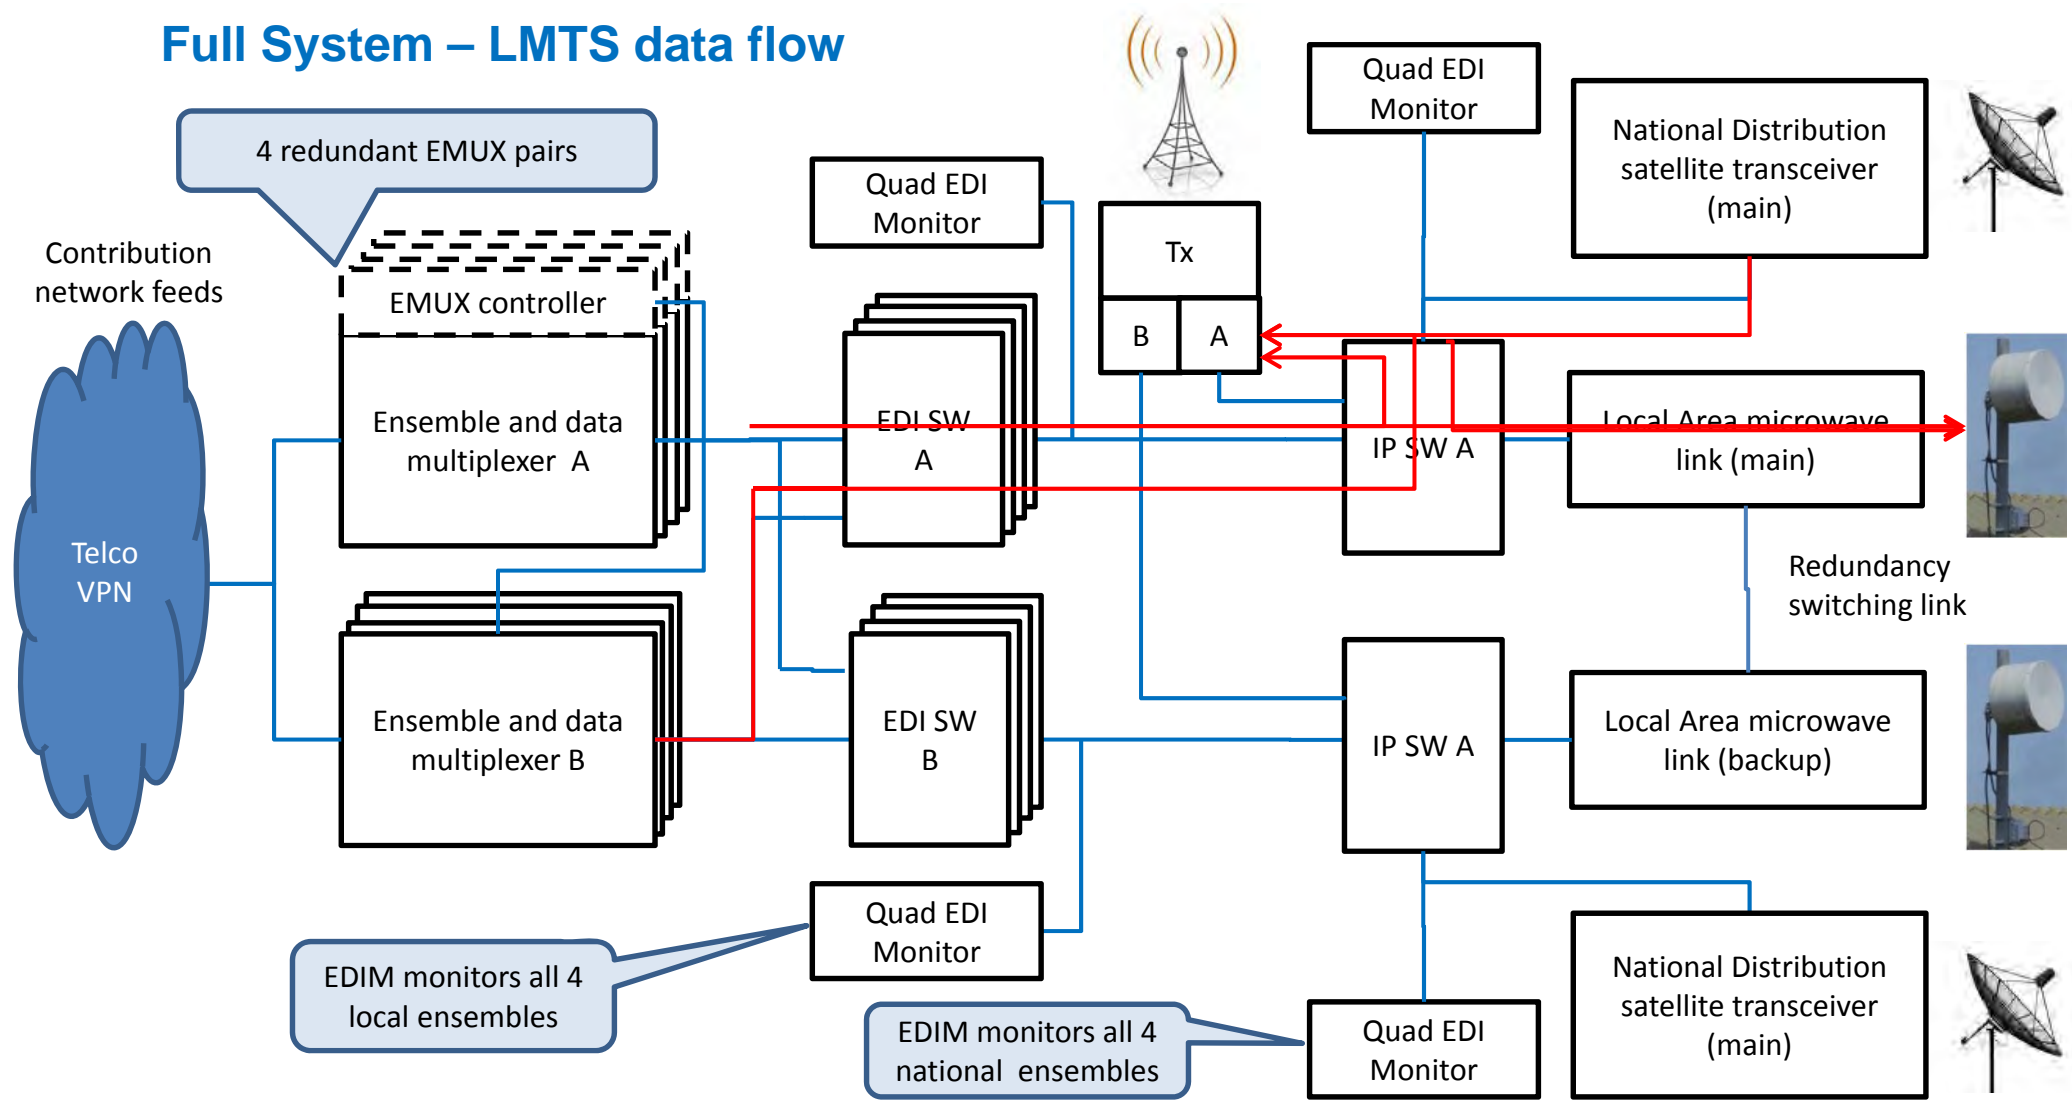 Full System – LMTS data flow
4 redundant EMUX pairs
Contribution
network feeds
Telco
VPN
EMUX controller
Ensemble and data
multiplexer  A
Ensemble and data
multiplexer B
Quad EDI
Monitor
EDI SW
A
EDI SW
B
Quad EDI
Monitor
EDIM monitors all 4
local ensembles
Tx
B
A
Quad EDI
Monitor
IP SW A
IP SW A
EDIM monitors all 4
national  ensembles
Quad EDI
Monitor
National Distribution
satellite transceiver
(main)
Local Area microwave
link (main)
Redundancy
switching link
Local Area microwave
link (backup)
National Distribution
satellite transceiver
(main)